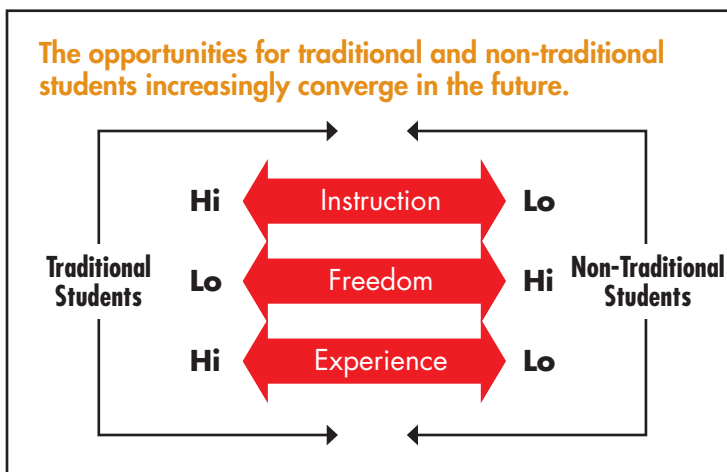 The opportunities for traditional and non-traditional
students increasingly converge in the future.
Hi Instruction Lo
Traditional
Students
Lo Freedom Hi
Non-Traditional
Students
Hi Experience Lo